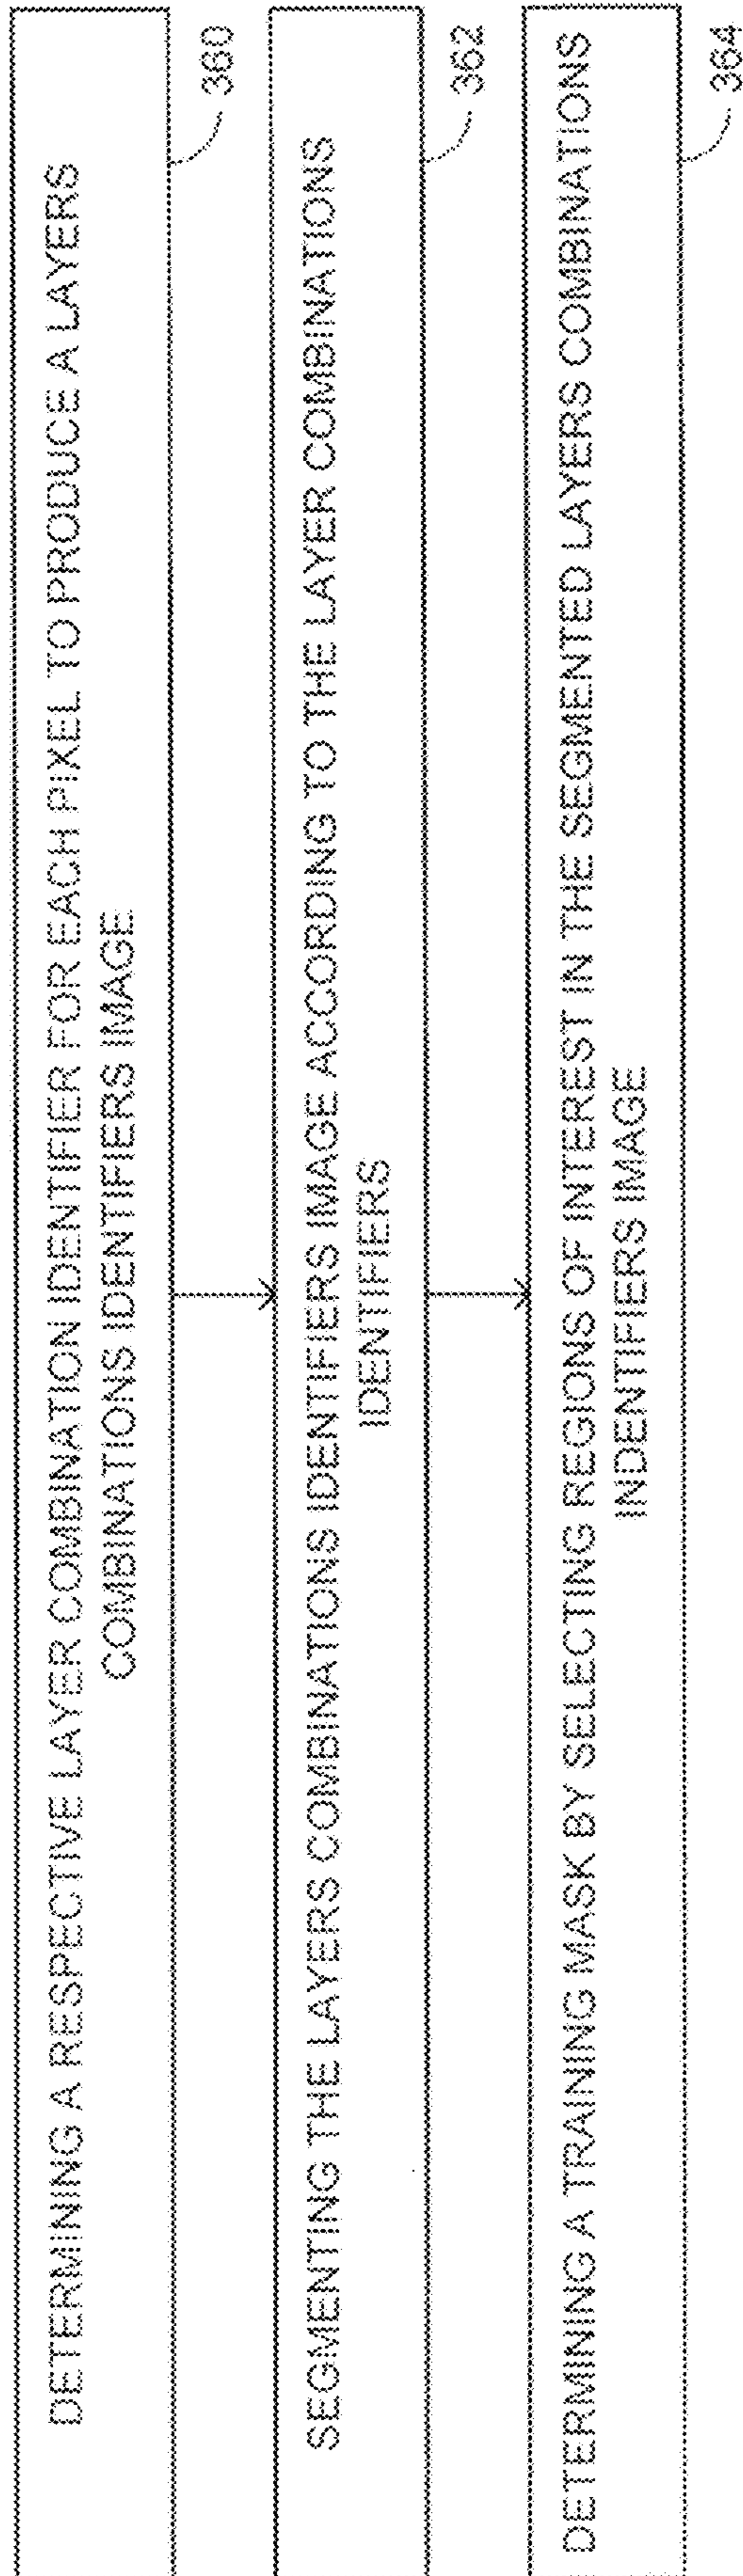 DETERMINING A RESPECTIVE LAYER COMBINATION IDENTIFIER FOR EACH PIXEL TO PRODUCE A LAYERS
COMBINATIONS IDENTIFIERS IMAGE
360
SEGMENTING THE LAYERS COMBINATIONS IDENTIFIERS IMAGE ACCORDING TO THE LAYER COMBINATIONS
IDENTIFIERS
362
DETERMINING A TRAINING MASK BY SELECTING REGIONS OF INTEREST IN THE SEGMENTED LAYERS COMBINATIONS
INDENTIFIERS IMAGE
364